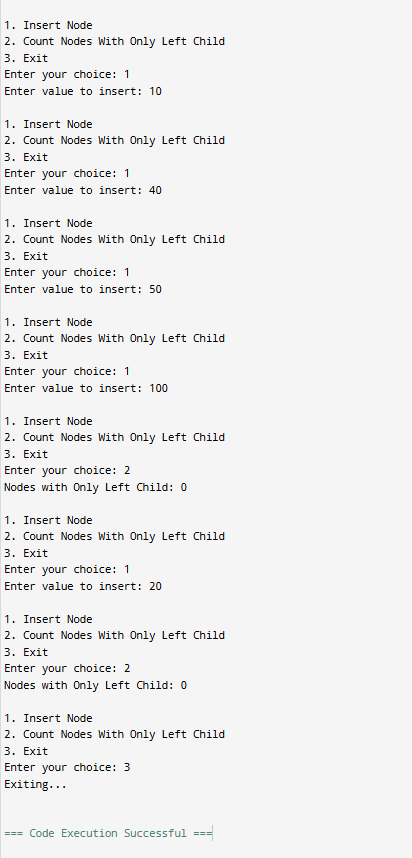 1. Insert Node
2. Count Nodes With Only Left Child
3. Exit
Enter your choice: 1
Enter value to insert: 10

1. Insert Node
2. Count Nodes With Only Left Child
3. Exit
Enter your choice: 1
Enter value to insert: 40

1. Insert Node
2. Count Nodes With Only Left Child
3. Exit
Enter your choice: 1
Enter value to insert: 50

1. Insert Node
2. Count Nodes With Only Left Child
3. Exit
Enter your choice: 1
Enter value to insert: 100

1. Insert Node
2. Count Nodes With Only Left Child
3. Exit
Enter your choice: 2
Nodes with Only Left Child: 0

1. Insert Node
2. Count Nodes With Only Left Child
3. Exit
Enter your choice: 1
Enter value to insert: 20

1. Insert Node
2. Count Nodes With Only Left Child
3. Exit
Enter your choice: 2
Nodes with Only Left Child: 0

1. Insert Node
2. Count Nodes With Only Left Child
3. Exit
Enter your choice: 3
Exiting...

=== Code Execution Successful ===